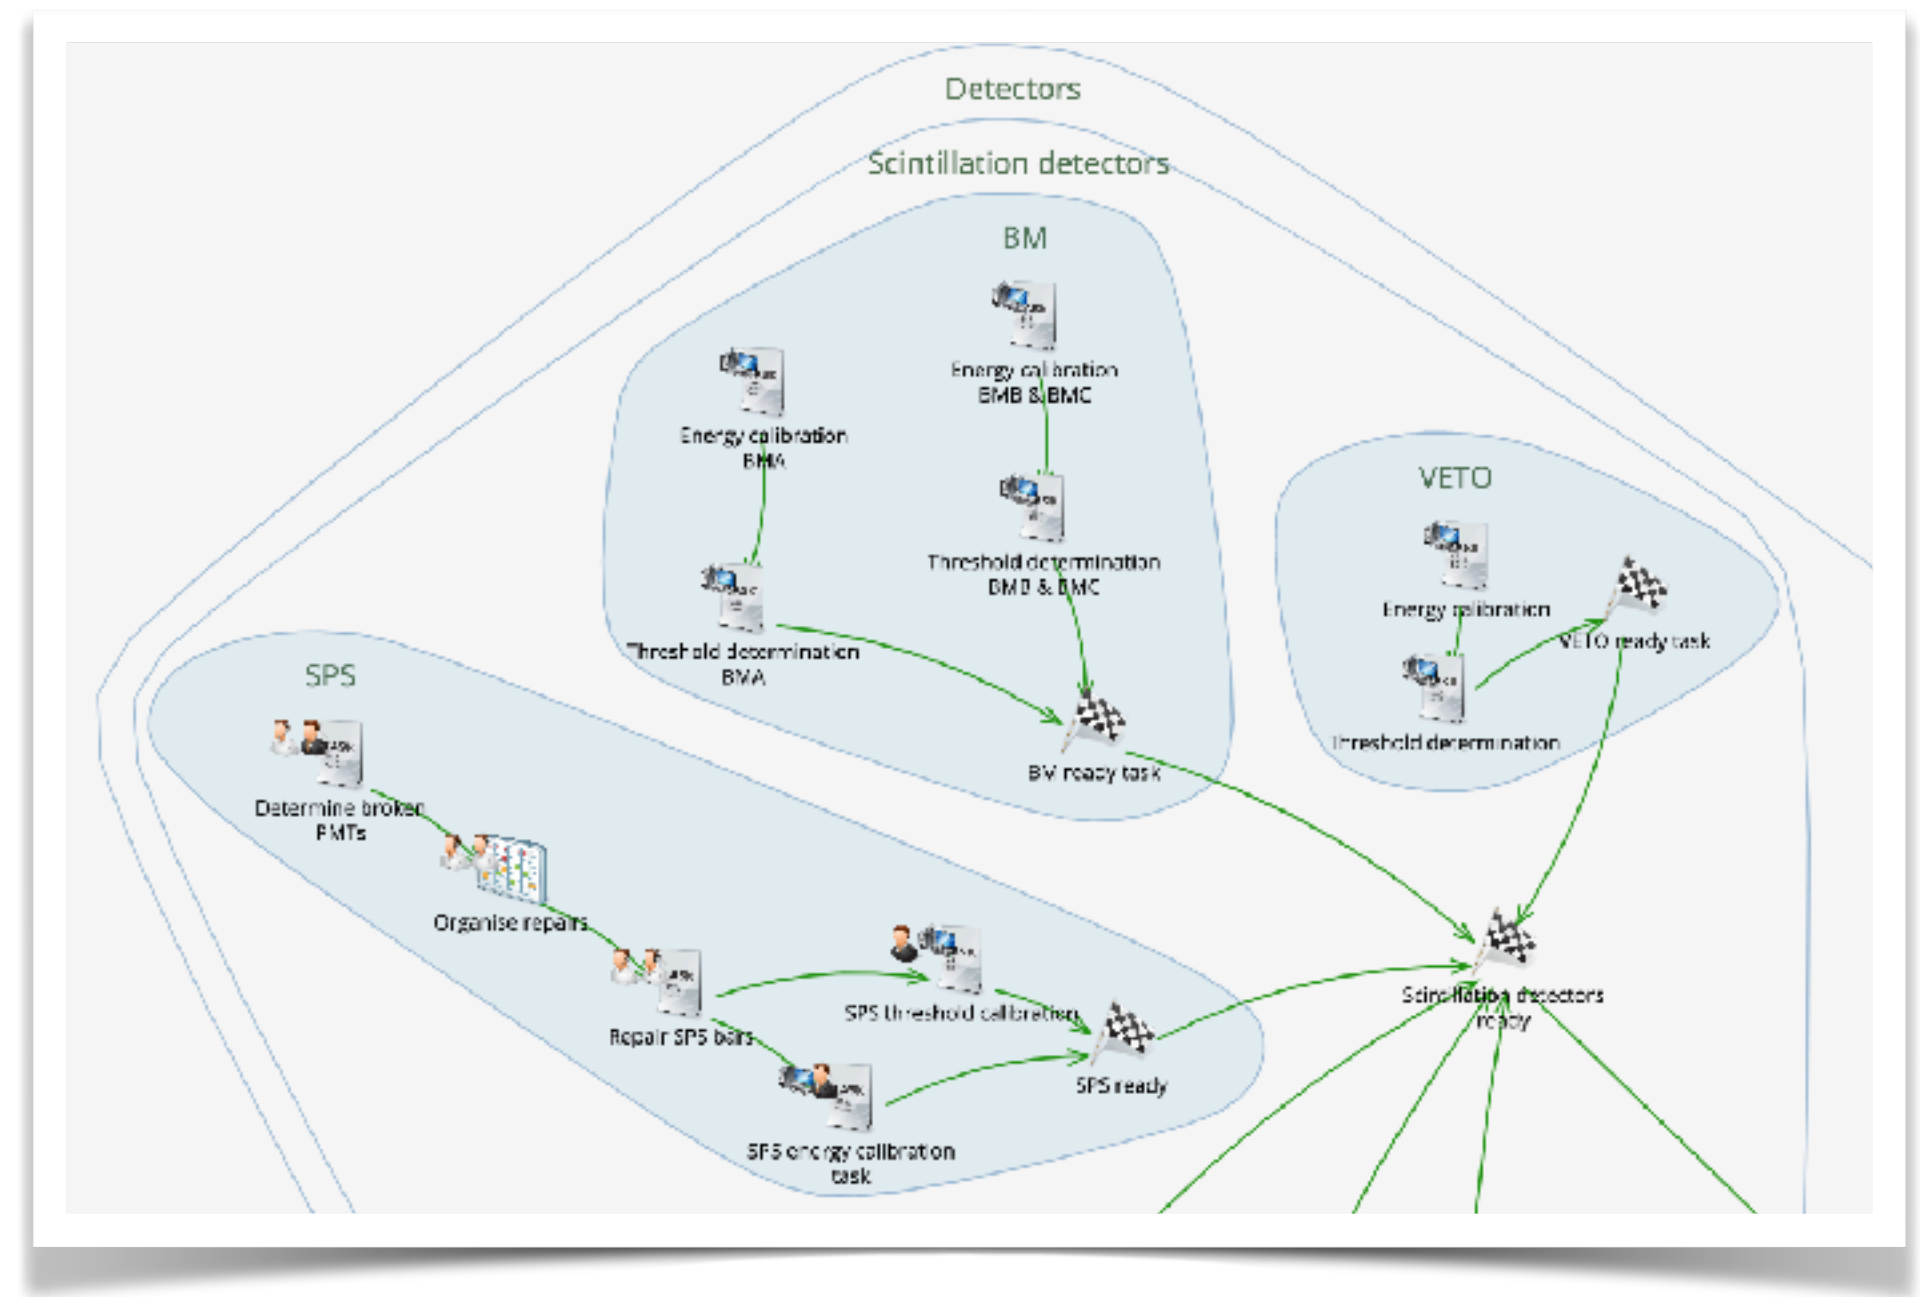 Detectors
Scintillation detectors
BM
Energy calibration
BMB & BMC
Energy calibration
BMA
VETO
Threshold determination
BMB & BMC
Energy calibration
VETO ready task
Threshold determination
BMA
SPS
Threshold determination
BM ready task
Determine broken
PMTs
Organise repairs
Scintillation detectors
ready
SPS threshold calibration
Repair SPS bars
SPS ready
SPS energy calibration
task